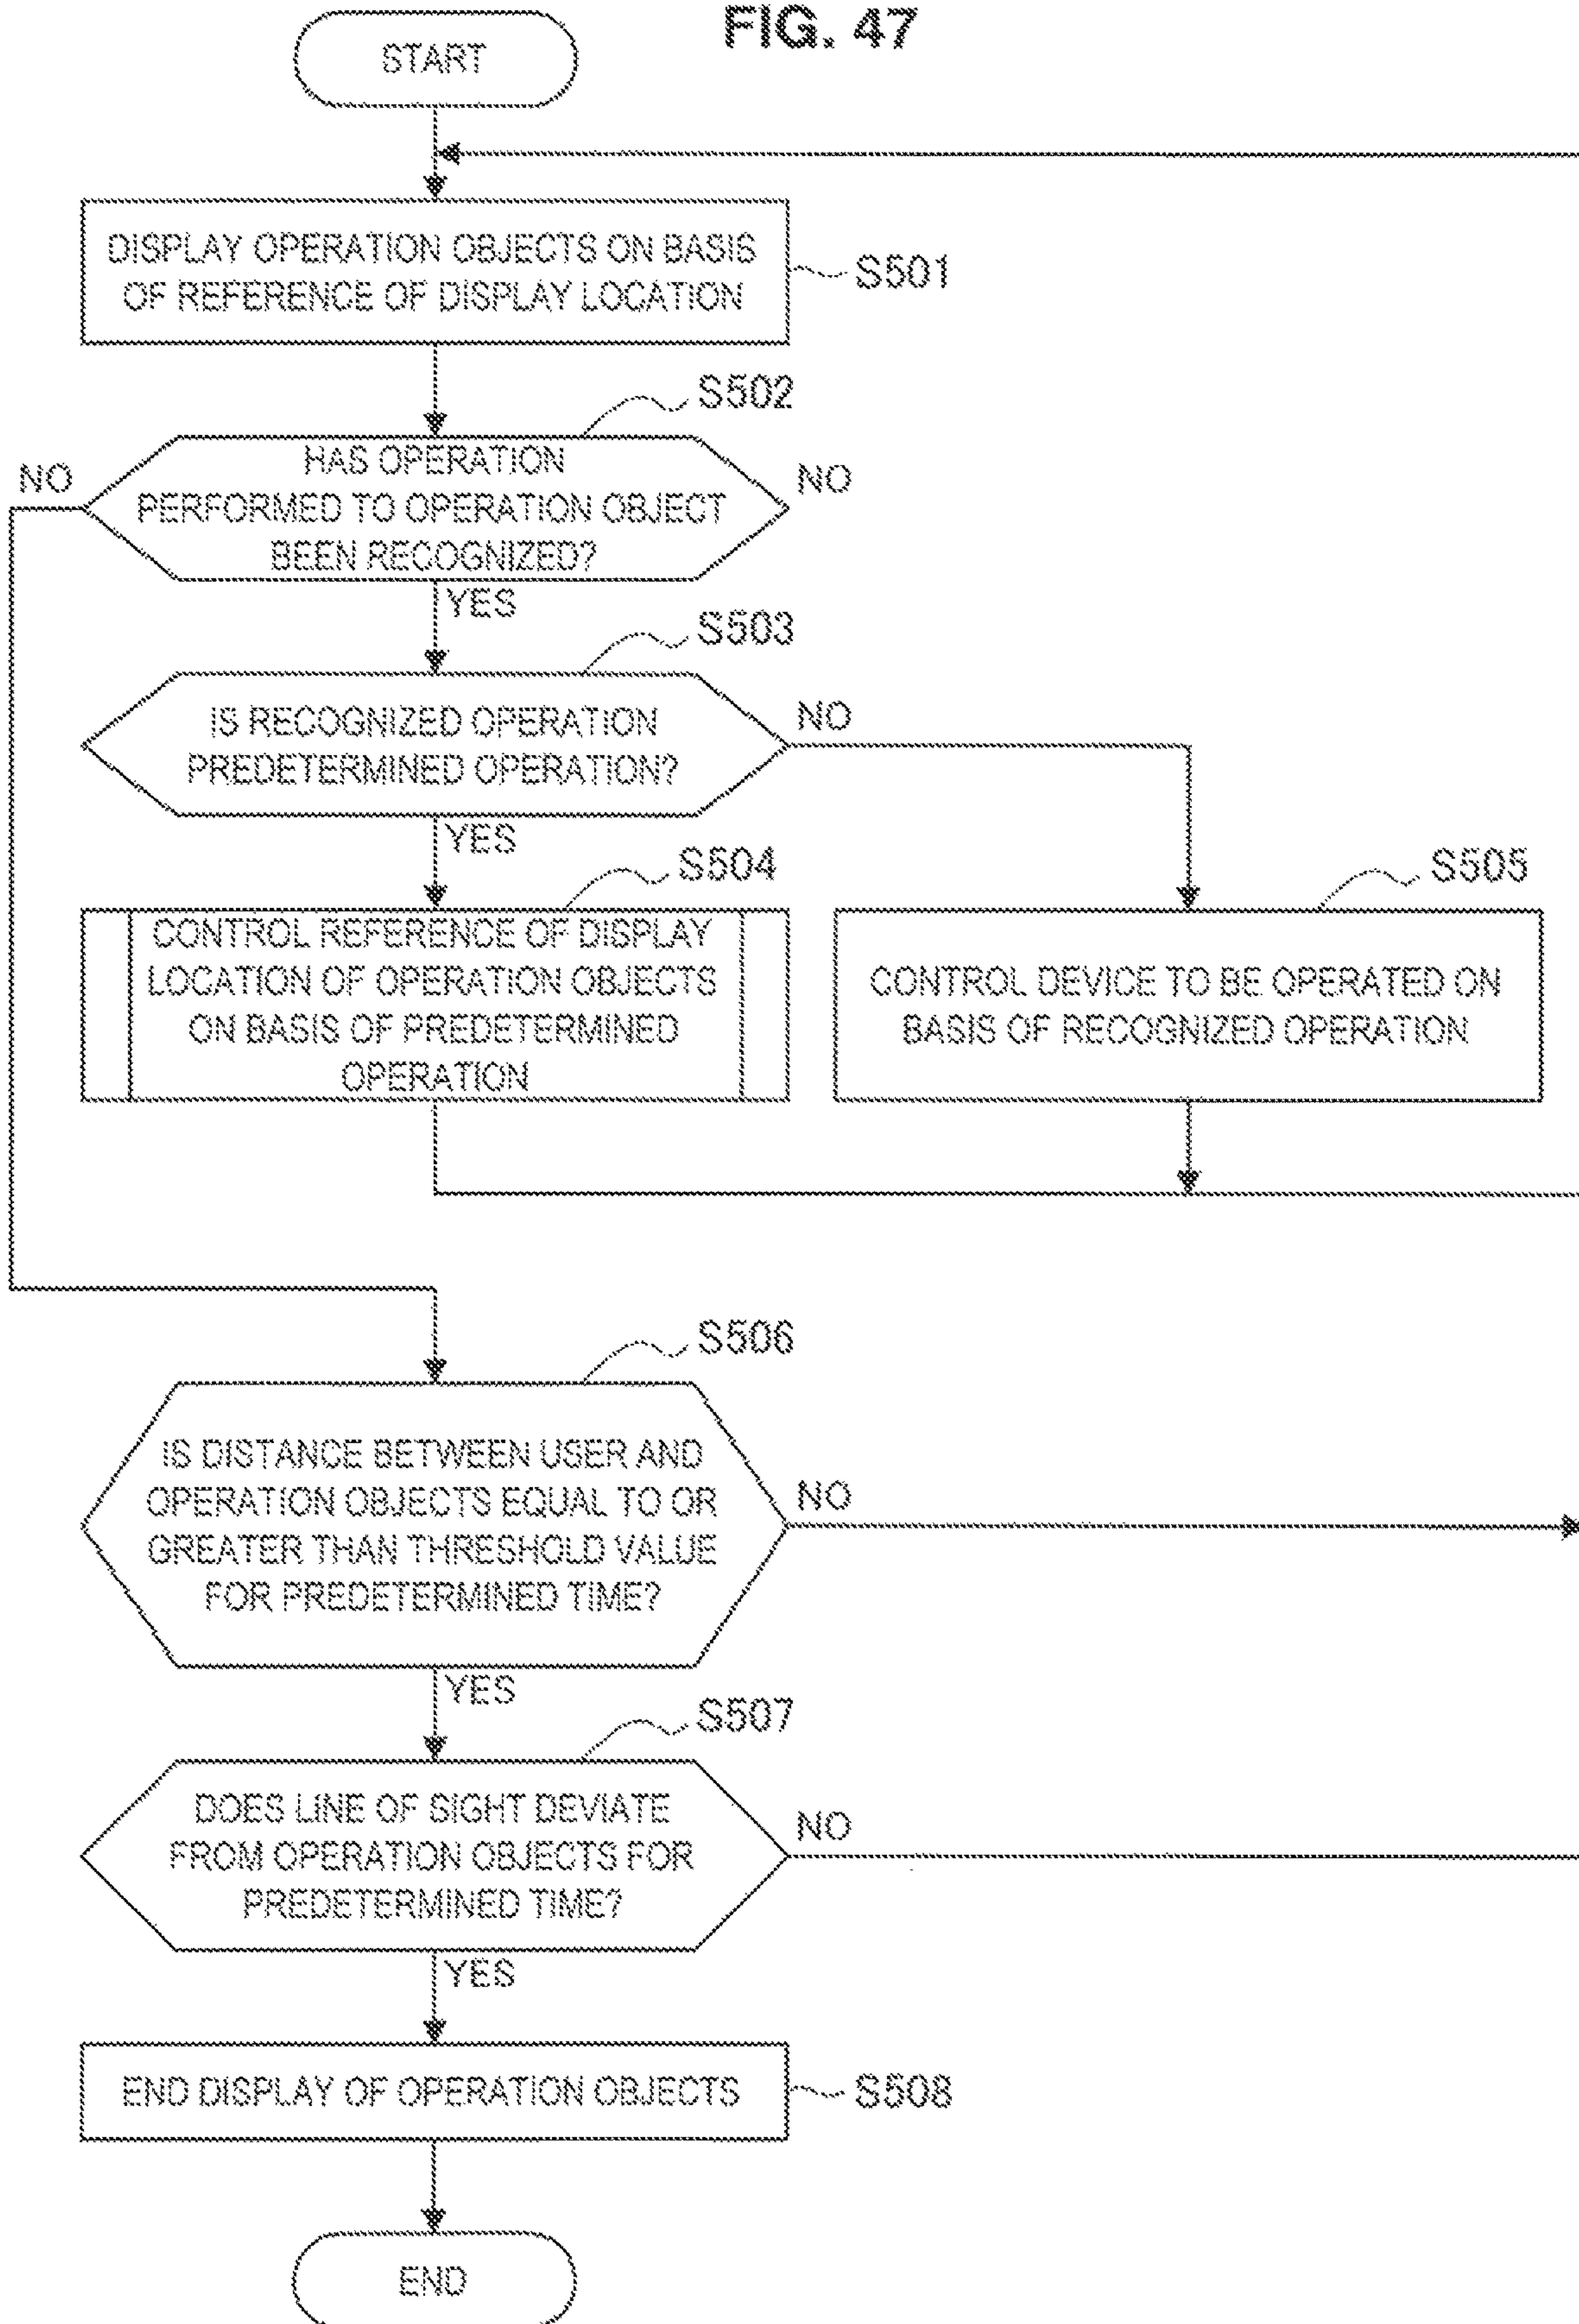 FIG. 47
START
DISPLAY OPERATION OBJECTS ON BASIS
OF REFERENCE OF DISPLAY LOCATION
S501
S502
NO
HAS OPERATION
PERFORMED TO OPERATION OBJECT
BEEN RECOGNIZED?
NO
YES
S503
IS RECOGNIZED OPERATION
PREDETERMINED OPERATION?
NO
YES
S504
CONTROL REFERENCE OF DISPLAY
LOCATION OF OPERATION OBJECTS
ON BASIS OF PREDETERMINED
OPERATION
S505
CONTROL DEVICE TO BE OPERATED ON
BASIS OF RECOGNIZED OPERATION
S506
IS DISTANCE BETWEEN USER AND
OPERATION OBJECTS EQUAL TO OR
GREATER THAN THRESHOLD VALUE
FOR PREDETERMINED TIME?
NO
YES
S507
DOES LINE OF SIGHT DEVIATE
FROM OPERATION OBJECTS FOR
PREDETERMINED TIME?
NO
YES
END DISPLAY OF OPERATION OBJECTS
S508
END